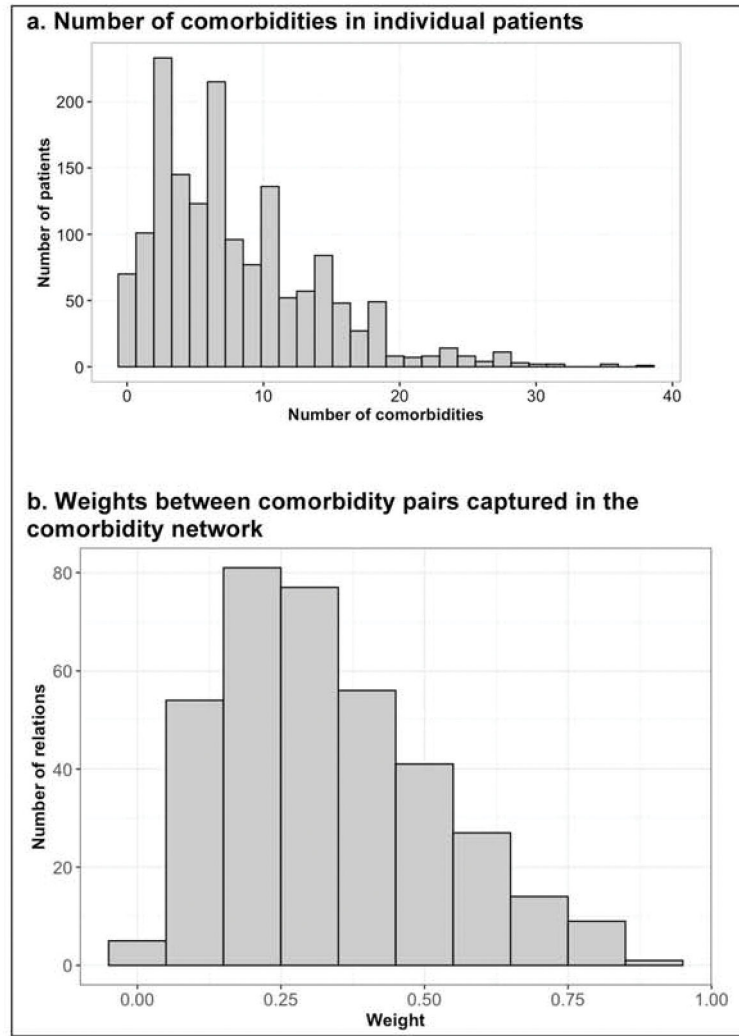 a. Number of comorbidities in individual patients
200
150
100
50
0
Number of patients
0 10 20 30 40
Number of comorbidities
b. Weights between comorbidity pairs captured in the
comorbidity network
80
60
40
20
0
Number of relations
0.00 0.25 0.50 0.75 1.00
Weight